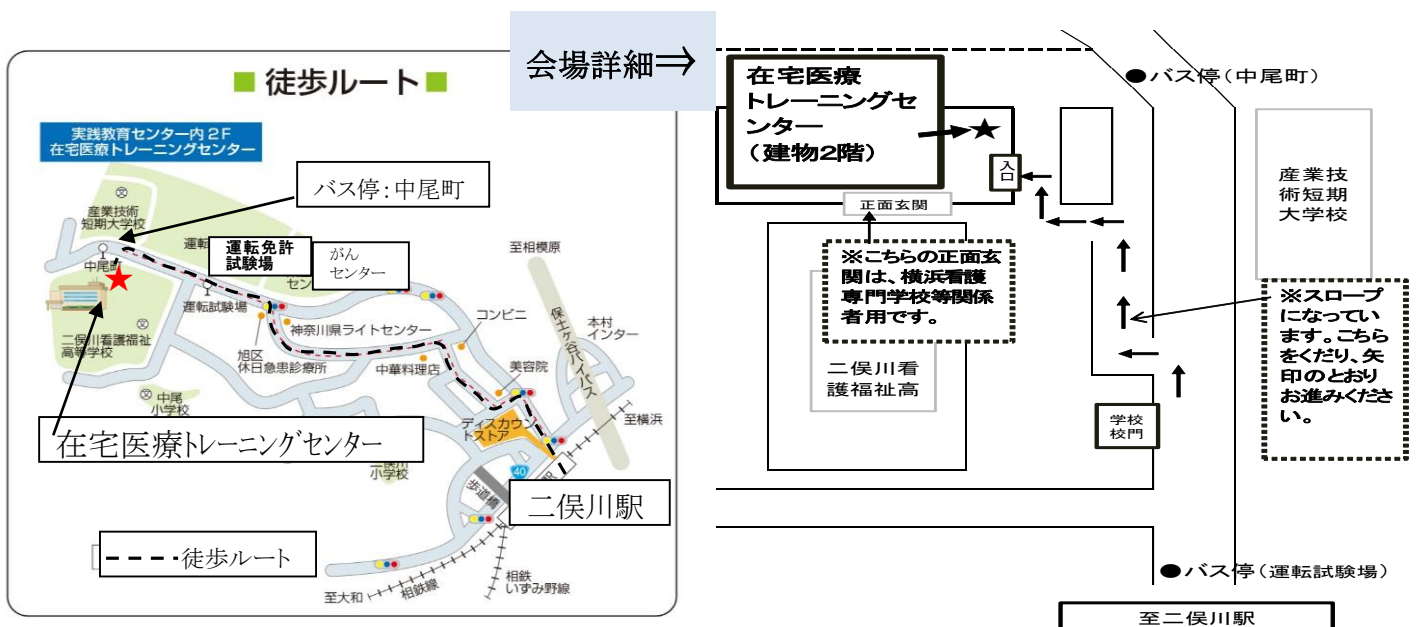 ■ 徒歩ルート ■
実践教育センター内 2F
在宅医療トレーニングセンター
バス停：中尾町
産業技術
短期大学校
中尾町
運転
運転免許
試験場
がん
センター
セン
運転試験場
至相模原
保土ヶ谷バイパス
本村
インター
コンビニ
神奈川県ライトセンター
旭区
休日急患診療所
中華料理店
美容院
二俣川看護福祉
高等学校
中尾
小学校
在宅医療トレーニングセンター
小学校
ディスカウン
トストア
至横浜
40
駅
歩道橋
二俣川駅
徒歩ルート
至大和
相鉄線
相鉄
いずみ野線
会場詳細⇒
在宅医療
トレーニングセ
ンター
（建物2階）
★
入口
正面玄関
※こちらの正面玄
関は、横浜看護
専門学校等関係
者用です。
二俣川看
護福祉高
●バス停（中尾町）
産業技
術短期
大学校
※スロープ
になってい
ます。こちら
をくだり、矢
印のとおり
お進みくださ
い。
学校
校門
●バス停（運転試験場）
至二俣川駅